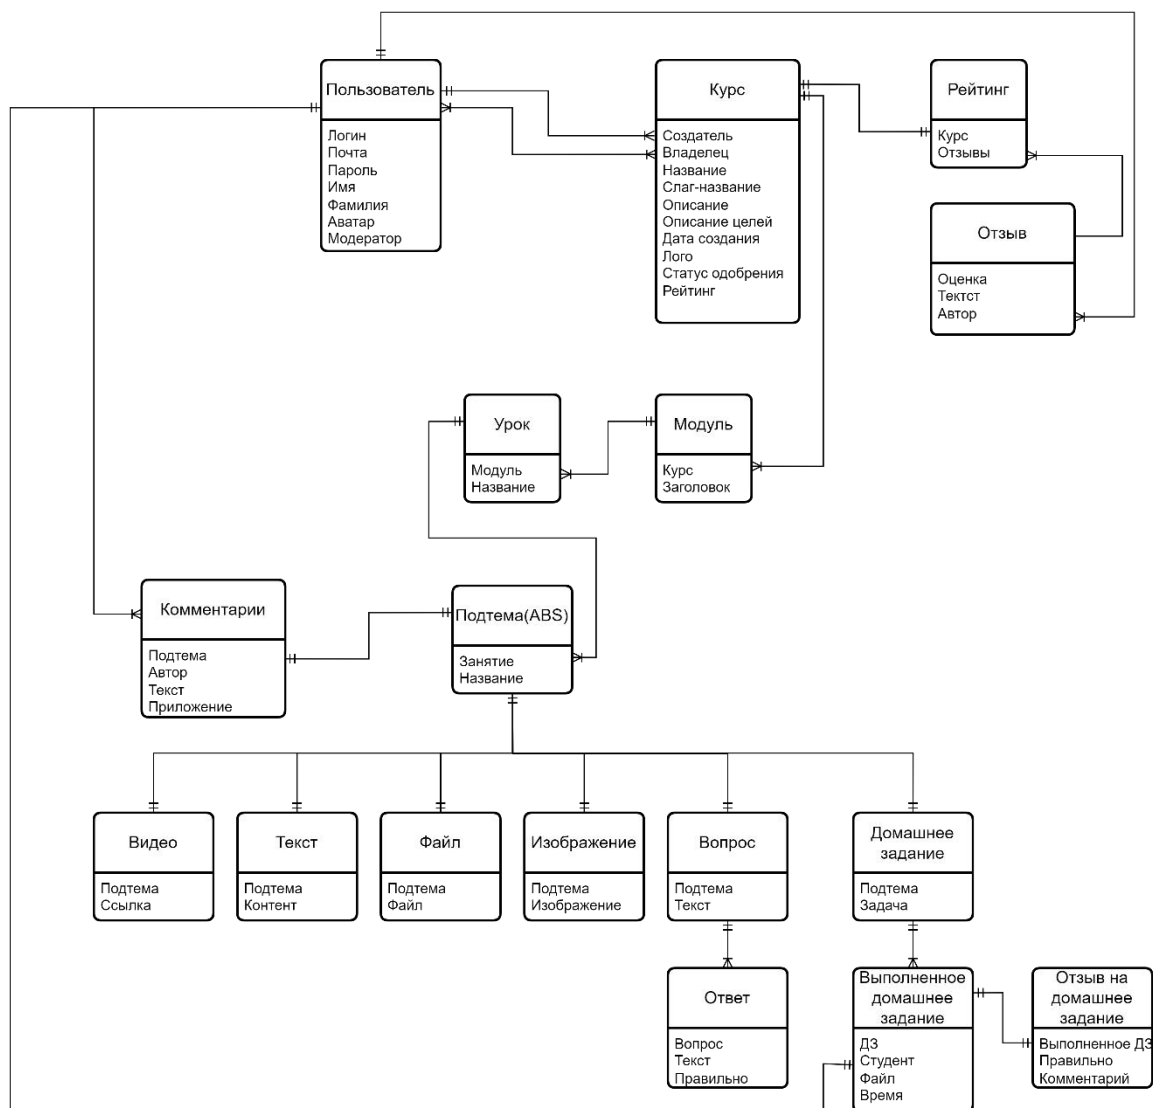 Пользователь
Логин
Почта
Пароль
Имя
Фамилия
Аватар
Модератор
Курс
Создатель
Владелец
Название
Слаг-название
Описание
Описание целей
Дата создания
Лого
Статус одобрения
Рейтинг
Рейтинг
Курс
Отзывы
Отзыв
Оценка
Тектст
Автор
Урок
Модуль
Название
Модуль
Курс
Заголовок
Комментарии
Подтема
Автор
Текст
Приложение
Подтема(ABS)
Занятие
Название
Видео
Подтема
Ссылка
Текст
Подтема
Контент
Файл
Подтема
Файл
Изображение
Подтема
Изображение
Вопрос
Подтема
Текст
Домашнее
задание
Подтема
Задача
Ответ
Вопрос
Текст
Правильно
Выполненное
домашнее
задание
ДЗ
Студент
Файл
Время
Отзыв на
домашнее
задание
Выполненное ДЗ
Правильно
Комментарий